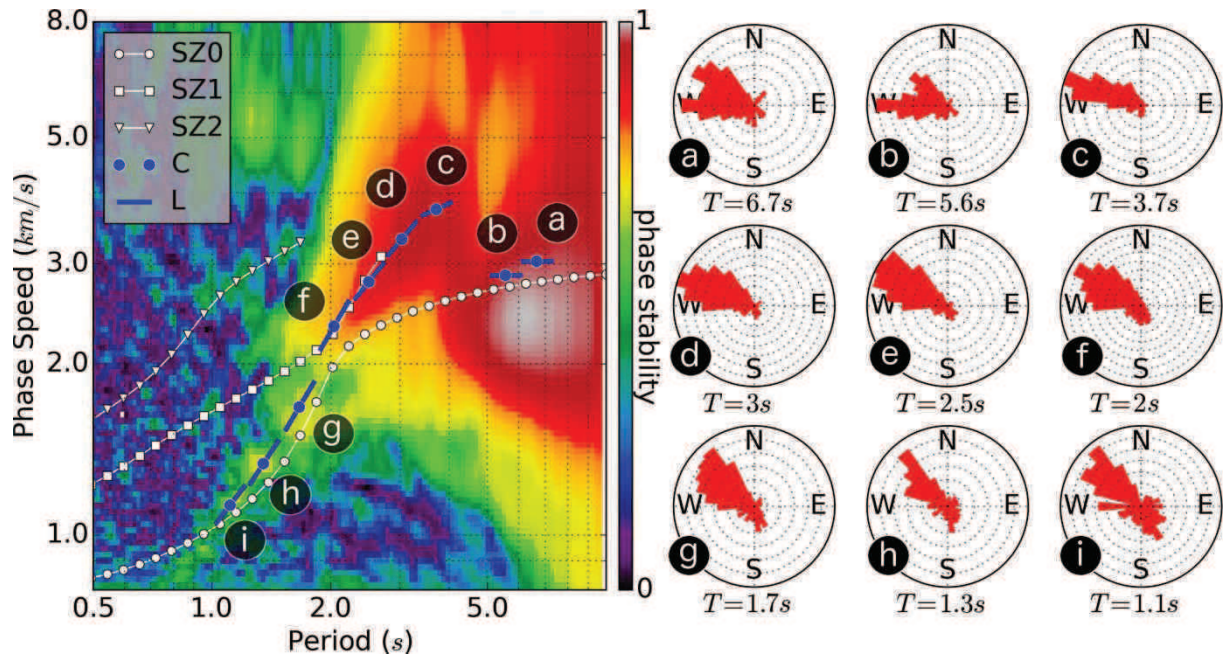 8.0
5.0
3.0
2.0
1.0
Phase Speed (km/s)
SZ0
SZ1
SZ2
C
L
a
b
c
d
e
f
g
h
i
0.5
1.0
2.0
5.0
Period (s)
1
phase stability
0
N
W
E
S
a
T=6.7s
N
W
E
S
b
T=5.6s
N
W
E
S
c
T=3.7s
N
W
E
S
d
T=3s
N
W
E
S
e
T=2.5s
N
W
E
S
f
T=2s
N
W
E
S
g
T=1.7s
N
W
E
S
h
T=1.3s
N
W
E
S
i
T=1.1s